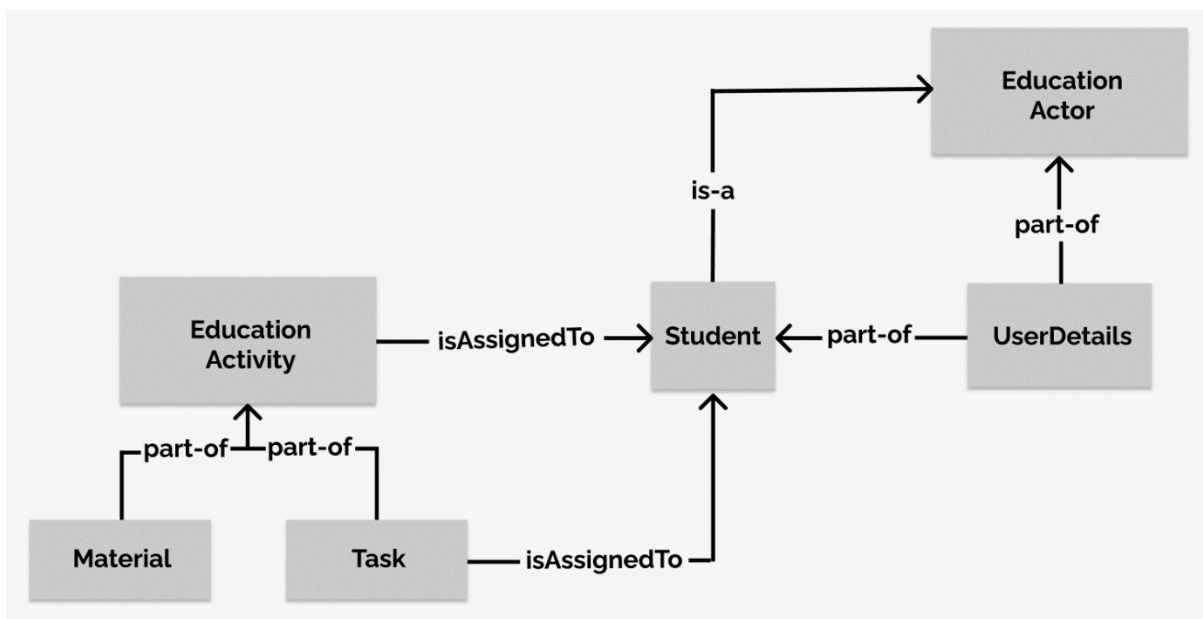 Education
Actor
is-a
part-of
Education
Activity
isAssignedTo
Student
part-of
UserDetails
part-of
part-of
Material
Task
isAssignedTo